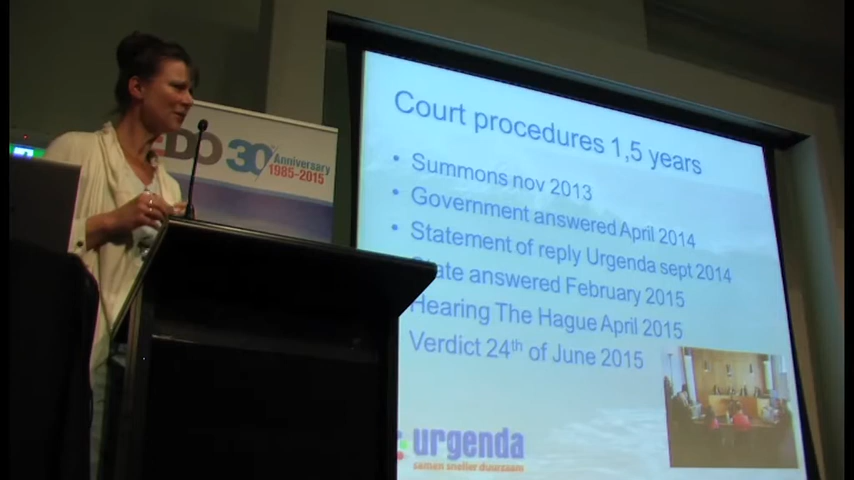 EDO 30 Anniversary
1985-2015
Court procedures 1,5 years
• Summons nov 2013
• Government answered April 2014
• Statement of reply Urgenda sept 2014
State answered February 2015
Hearing The Hague April 2015
Verdict 24th of June 2015
urgenda
samen sneller duurzaam